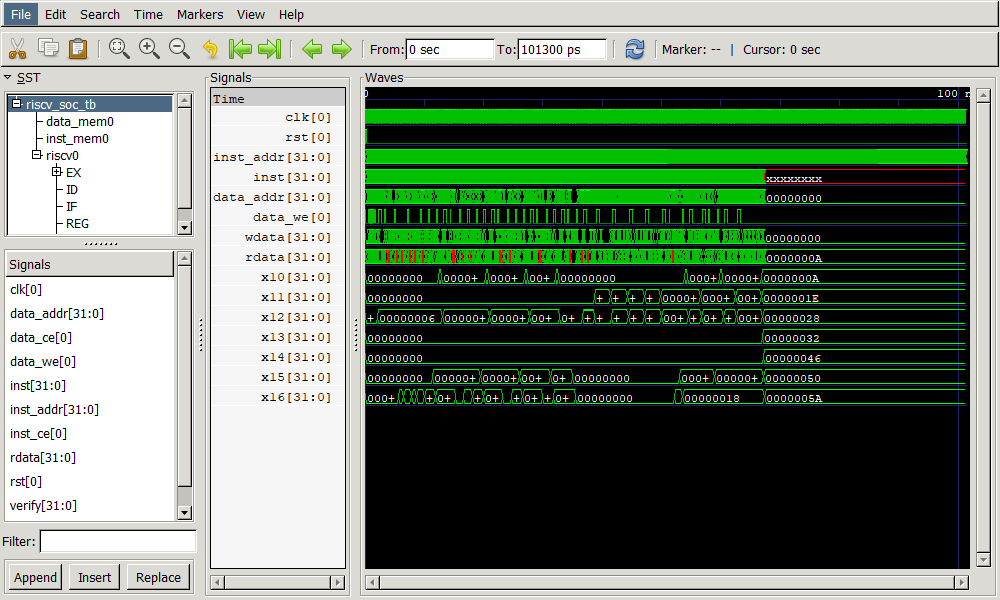 File Edit Search Time Markers View Help
From: 0 sec To: 101300 ps Marker: -- | Cursor: 0 sec
SST
riscv_soc_tb
data_mem0
inst_mem0
riscv0
EX
ID
IF
REG
Signals
clk[0]
data_addr[31:0]
data_ce[0]
data_we[0]
inst[31:0]
inst_addr[31:0]
inst_ce[0]
rdata[31:0]
rst[0]
verify[31:0]
Filter:
Append Insert Replace
Signals
Time
clk[0]
rst[0]
inst_addr[31:0]
inst[31:0]
data_addr[31:0]
data_we[0]
wdata[31:0]
rdata[31:0]
x10[31:0]
x11[31:0]
x12[31:0]
x13[31:0]
x14[31:0]
x15[31:0]
x16[31:0]
Waves
100
xxxxxxxx
00000000
00000000
0000000A
00000000 0000+ 000+ 00+ 00000000 000+ 0000+ 0000000A
00000000 + + + + 0000+ 000+ 00+ 0000001E
+ 00000006 00000+ 0000+ 00+ 0+ + + + + + 00+ + 0+ + 00+ 00000028
00000000 00000032
00000000 00000046
00000000 00000+ 0000+ 00+ 0+ 00000000 000+ 00000+ 00000050
000+ + 0+ + 0+ + 0+ + 0+ 00000000 00000018 0000005A